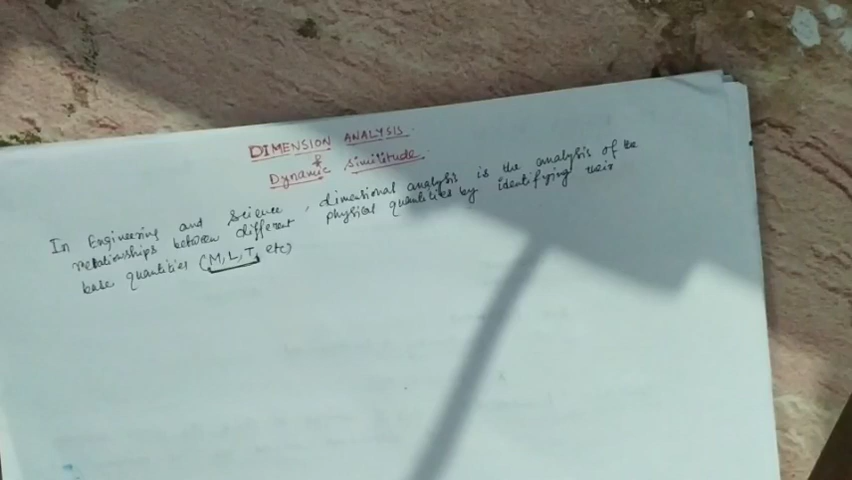 DIMENSION ANALYSIS
&
Dynamic similitude
In Engineering and Science, dimensional analysis is the analysis of the
relationships between different physical quantities by identifying their
base quantities (M, L, T, etc)